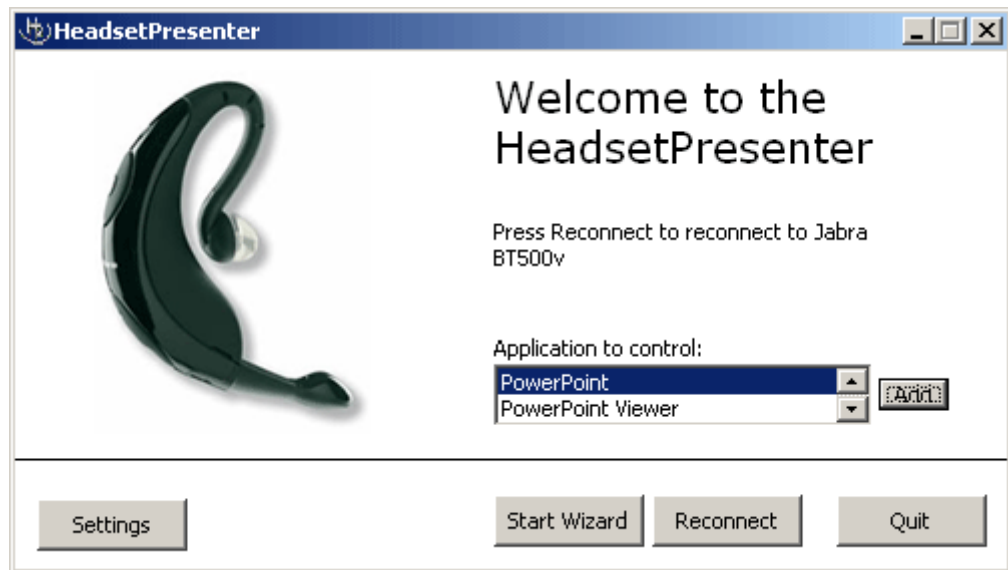 HeadsetPresenter
Welcome to the
HeadsetPresenter
Press Reconnect to reconnect to Jabra
BT500v
Application to control:
PowerPoint
PowerPoint Viewer
Add
Settings
Start Wizard
Reconnect
Quit